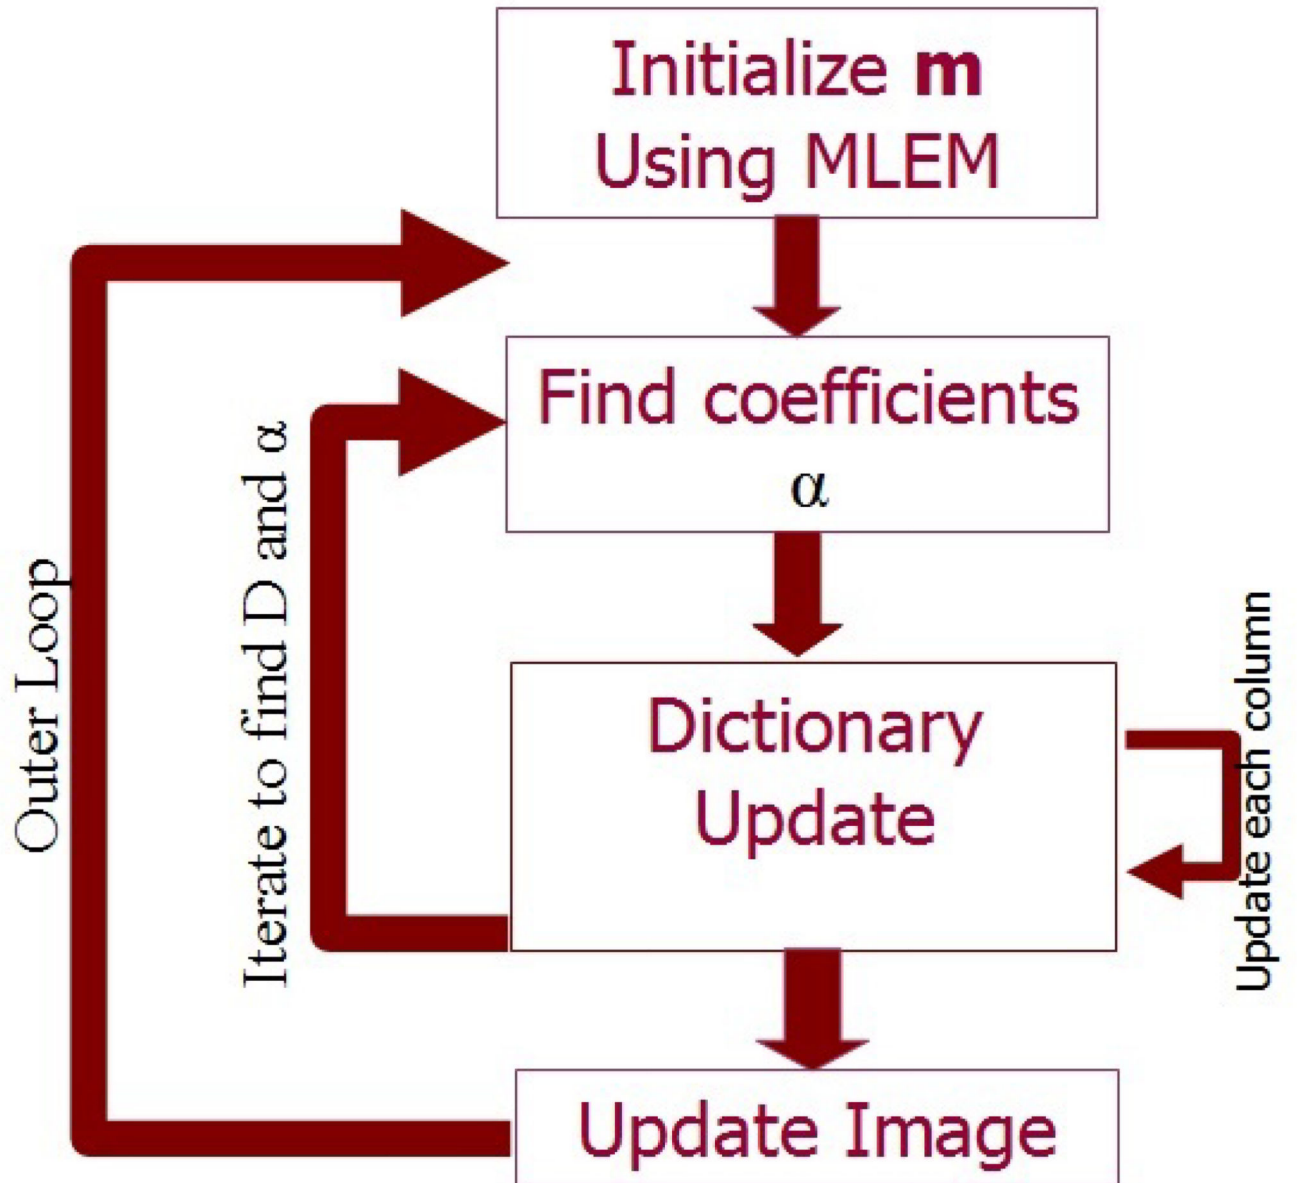 Initialize m
Using MLEM
Find coefficients
α
Dictionary
Update
Update Image
Outer Loop
Iterate to find D and α
Update each column